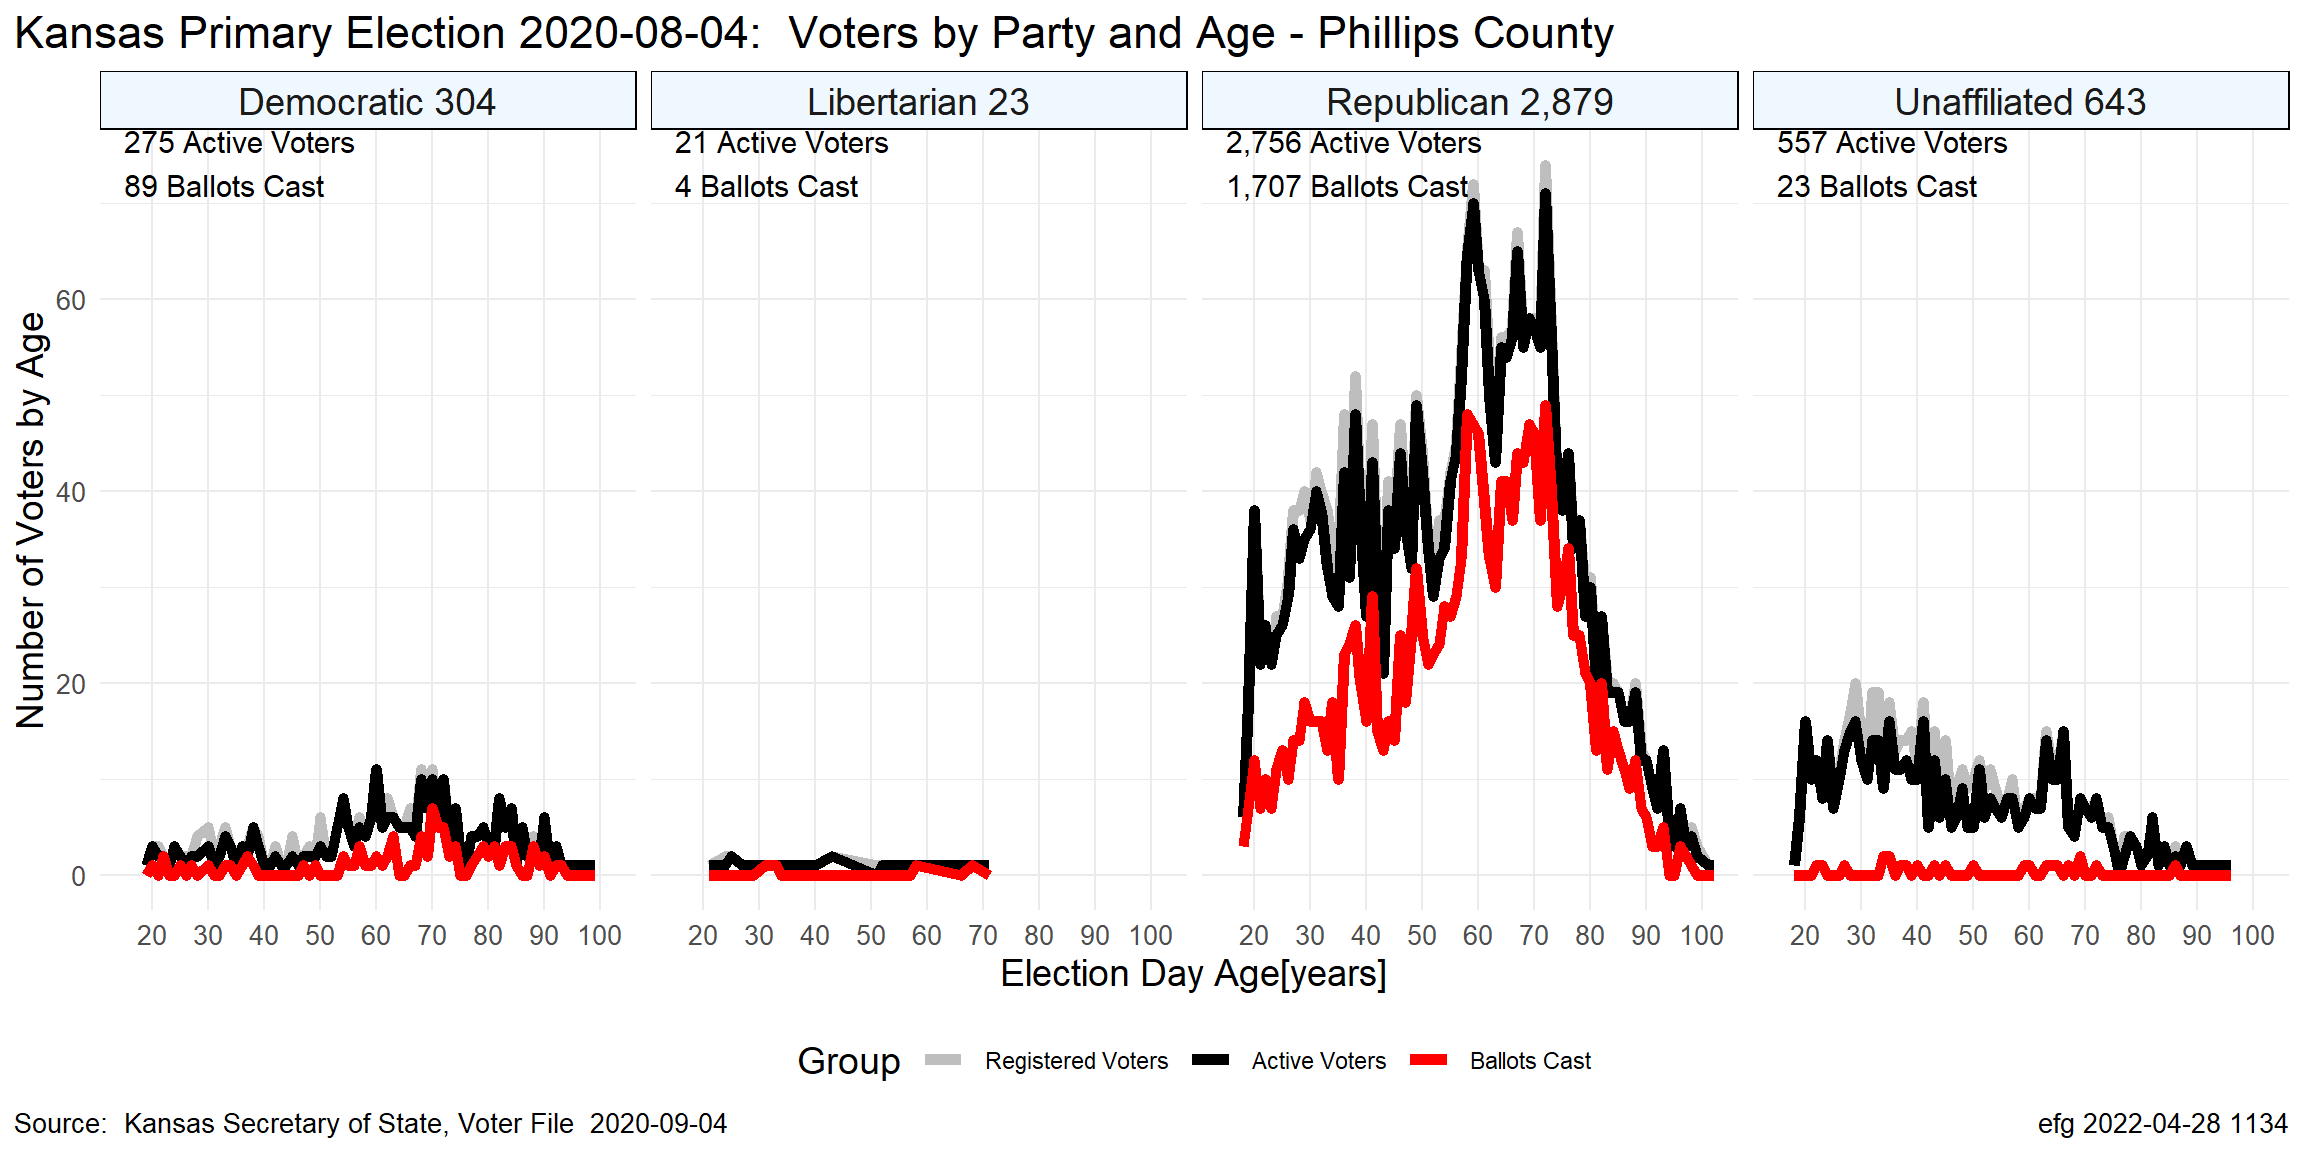 Kansas Primary Election 2020-08-04:  Voters by Party and Age - Phillips County
Democratic 304
Libertarian 23
Republican 2,879
Unaffiliated 643
275 Active Voters
89 Ballots Cast
21 Active Voters
4 Ballots Cast
2,756 Active Voters
1,707 Ballots Cast
557 Active Voters
23 Ballots Cast
Number of Voters by Age
60
40
20
0
20 30 40 50 60 70 80 90 100
20 30 40 50 60 70 80 90 100
20 30 40 50 60 70 80 90 100
20 30 40 50 60 70 80 90 100
Election Day Age[years]
Group Registered Voters Active Voters Ballots Cast
Source:  Kansas Secretary of State, Voter File  2020-09-04
efg 2022-04-28 1134